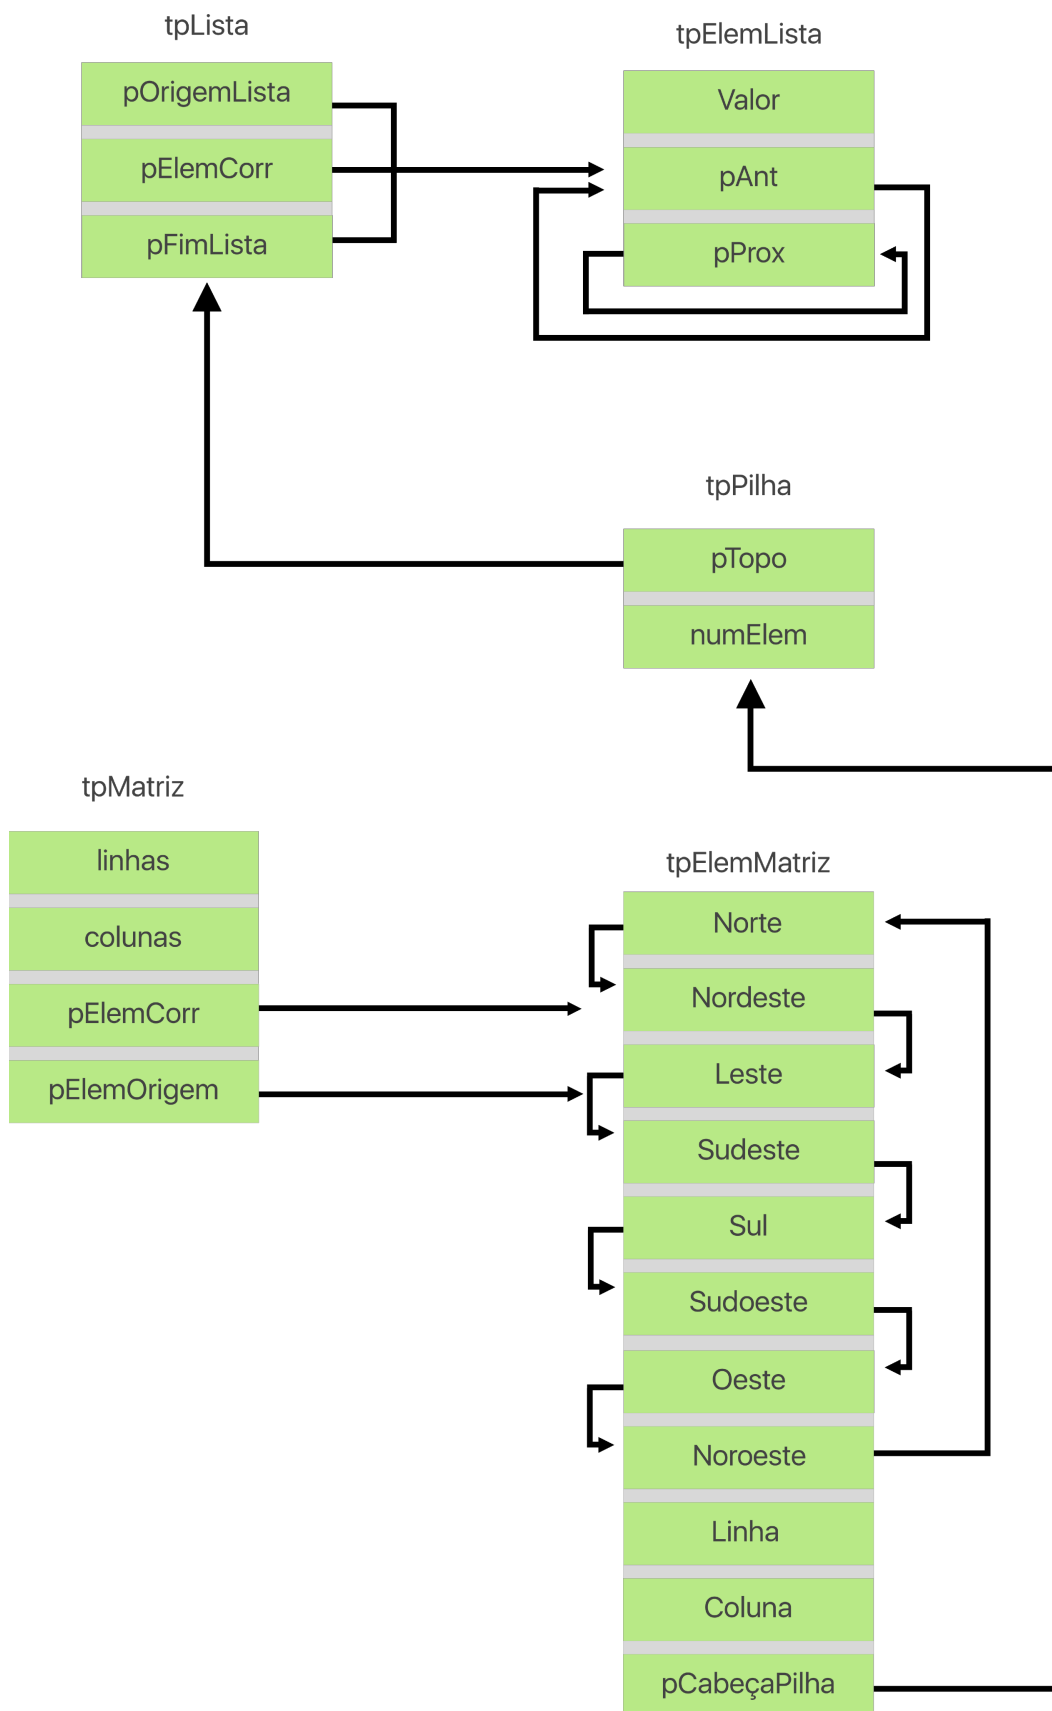 tpLista
pOrigemLista
pElemCorr
pFimLista
tpElemLista
Valor
pAnt
pProx
tpPilha
pTopo
numElem
tpMatriz
linhas
colunas
pElemCorr
pElemOrigem
tpElemMatriz
Norte
Nordeste
Leste
Sudeste
Sul
Sudoeste
Oeste
Noroeste
Linha
Coluna
pCabeçaPilha